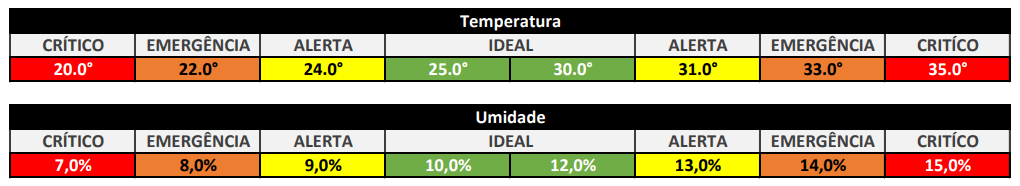 Temperatura
CRÍTICO EMERGÊNCIA ALERTA IDEAL ALERTA EMERGÊNCIA CRITÍCO
20.0° 22.0° 24.0° 25.0° 30.0° 31.0° 33.0° 35.0°
Umidade
CRÍTICO EMERGÊNCIA ALERTA IDEAL ALERTA EMERGÊNCIA CRITÍCO
7,0% 8,0% 9,0% 10,0% 12,0% 13,0% 14,0% 15,0%